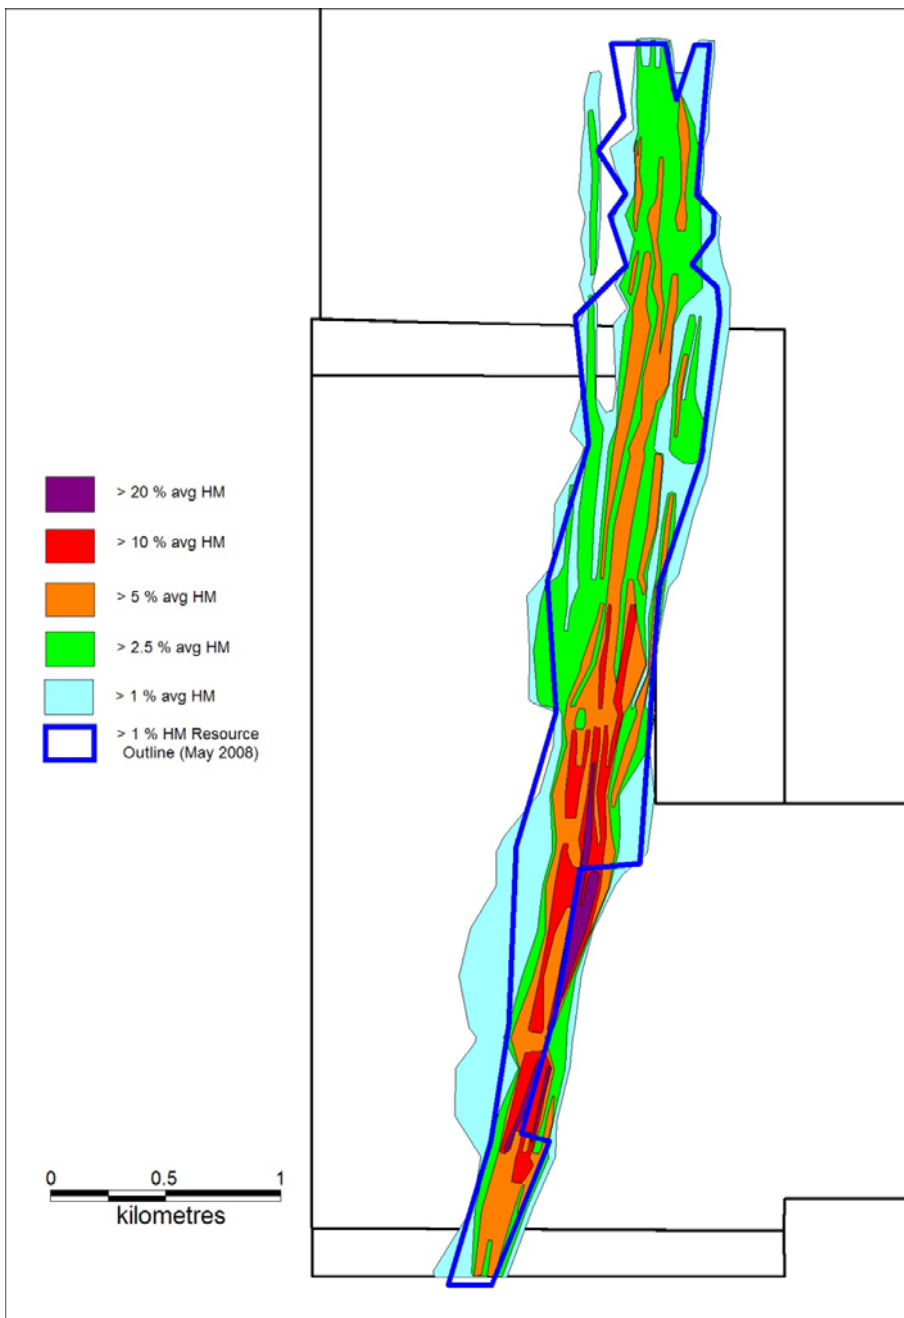 > 20 % avg HM
> 10 % avg HM
> 5 % avg HM
> 2.5 % avg HM
> 1 % avg HM
> 1 % HM Resource
Outline (May 2008)
0 0.5 1
kilometres